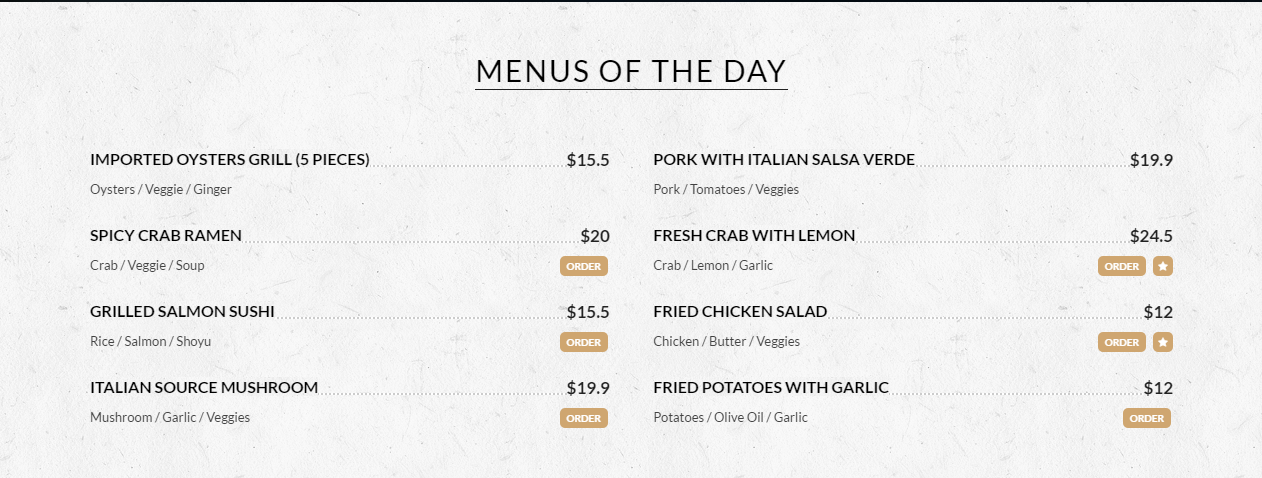 MENUS OF THE DAY
IMPORTED OYSTERS GRILL (5 PIECES) $15.5
Oysters / Veggie / Ginger
SPICY CRAB RAMEN $20
Crab / Veggie / Soup ORDER
GRILLED SALMON SUSHI $15.5
Rice / Salmon / Shoyu ORDER
ITALIAN SOURCE MUSHROOM $19.9
Mushroom / Garlic / Veggies ORDER
PORK WITH ITALIAN SALSA VERDE $19.9
Pork / Tomatoes / Veggies
FRESH CRAB WITH LEMON $24.5
Crab / Lemon / Garlic ORDER
FRIED CHICKEN SALAD $12
Chicken / Butter / Veggies ORDER
FRIED POTATOES WITH GARLIC $12
Potatoes / Olive Oil / Garlic ORDER